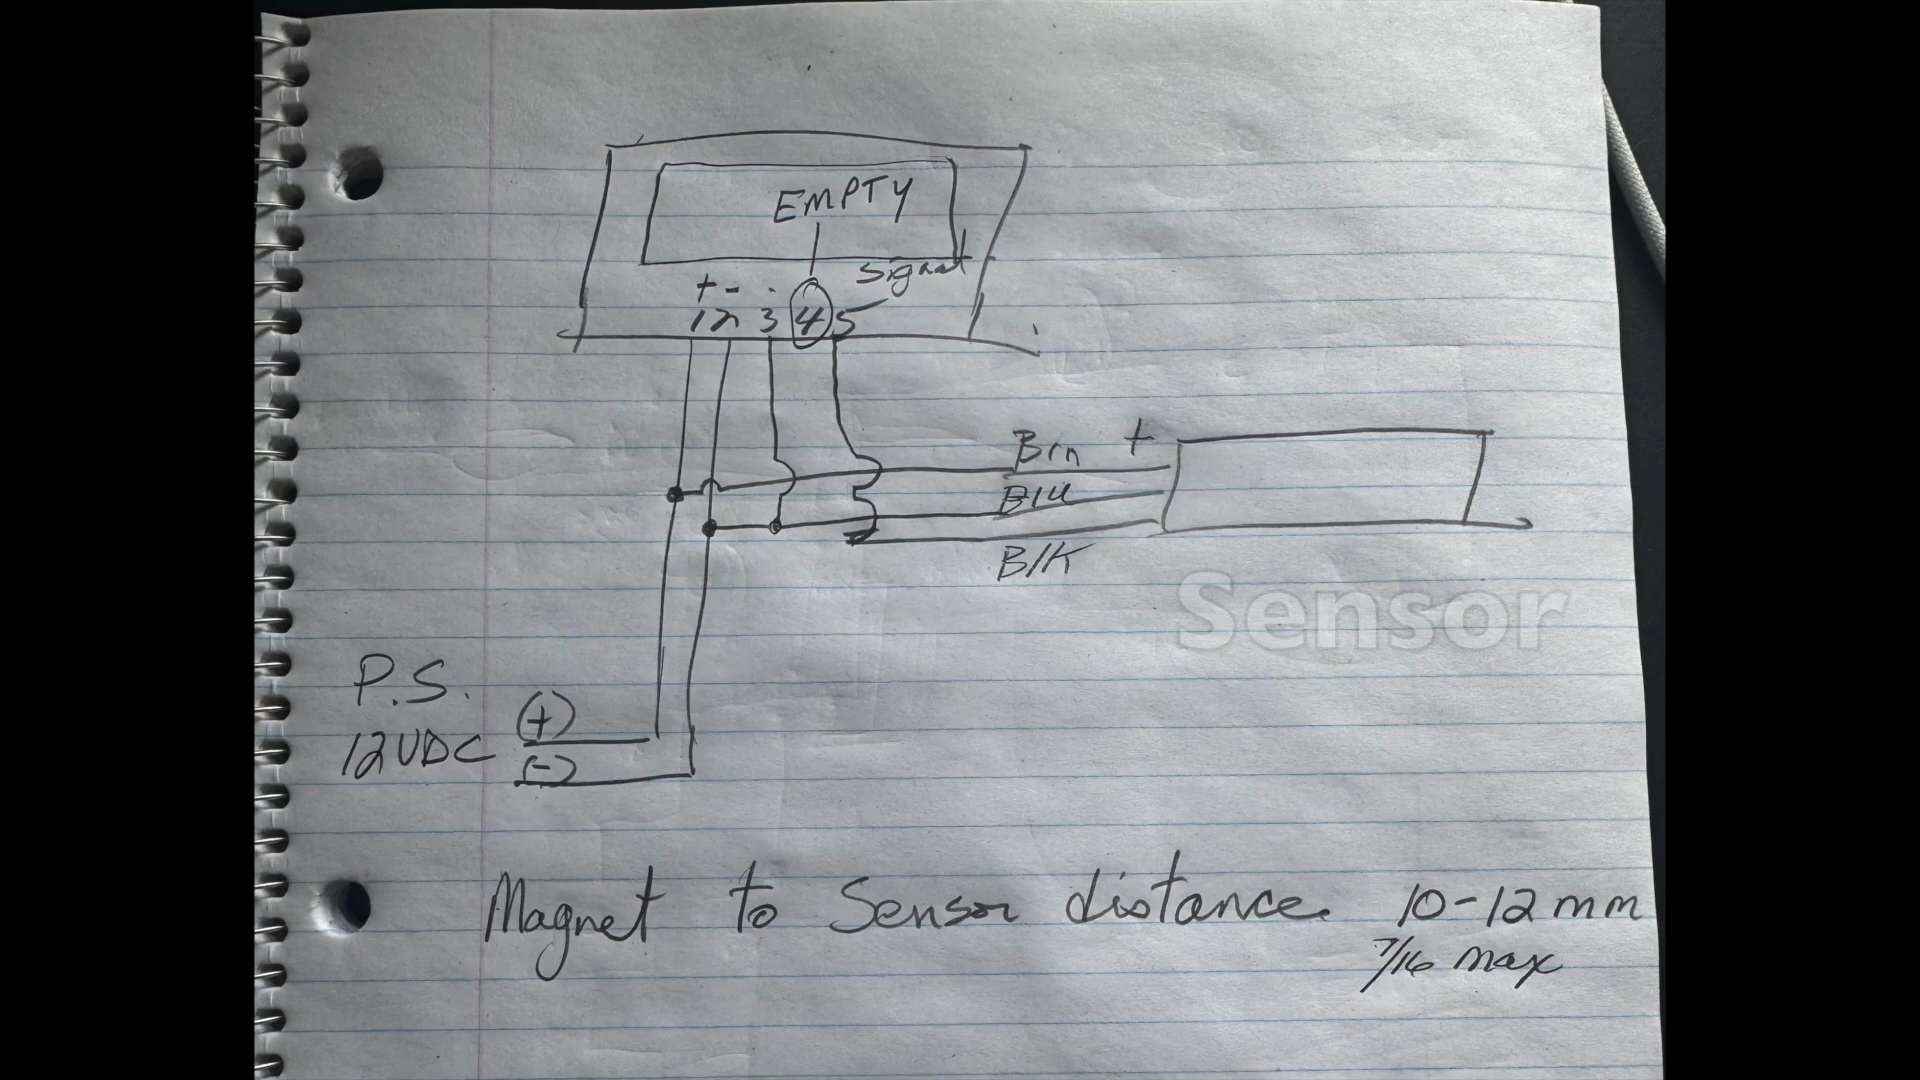 EMPTY
Signal
+ -
1 2 3 4 5
Brn +
Blu
Blk
Sensor
P.S.
(+)
12VDC
(-)
Magnet to Sensor distance. 10-12mm
7/16 max